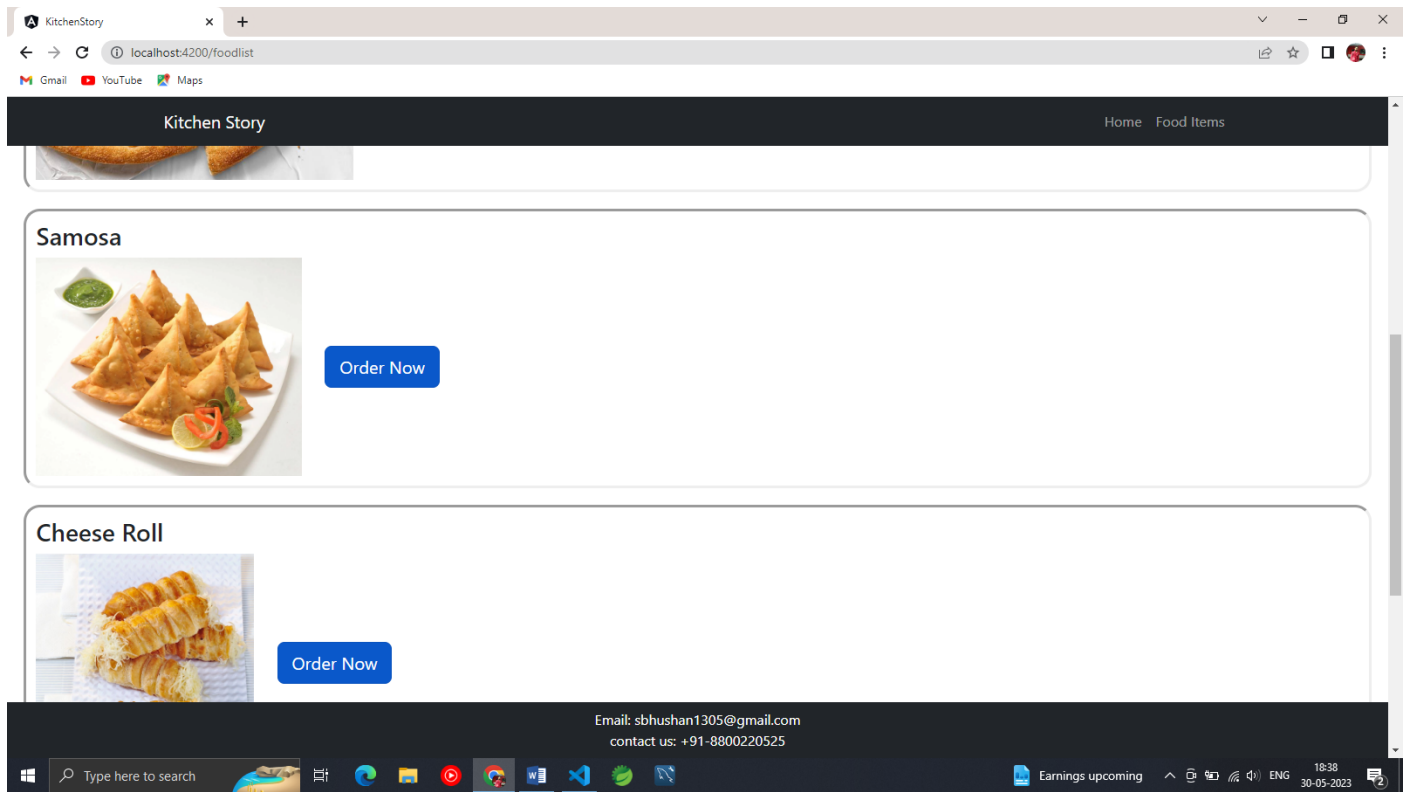 KitchenStory
localhost:4200/foodlist
Gmail YouTube Maps
Kitchen Story Home Food Items
Samosa
Order Now
Cheese Roll
Order Now
Email: sbhushan1305@gmail.com
contact us: +91-8800220525
Type here to search Earnings upcoming ENG 18:38
30-05-2023 2